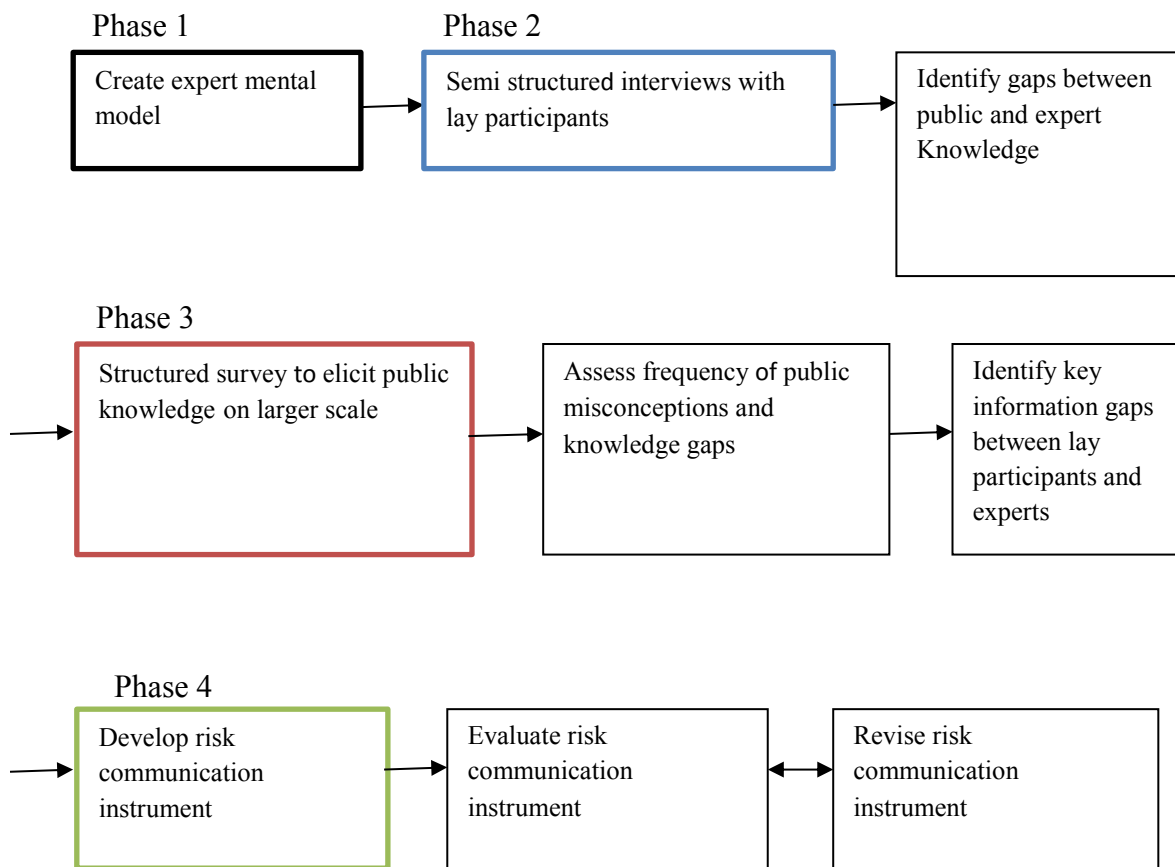 Phase 1
Create expert mental
model
Phase 2
Semi structured interviews with
lay participants
Identify gaps between
public and expert
Knowledge
Phase 3
Structured survey to elicit public
knowledge on larger scale
Assess frequency of public
misconceptions and
knowledge gaps
Identify key
information gaps
between lay
participants and
experts
Phase 4
Develop risk
communication
instrument
Evaluate risk
communication
instrument
Revise risk
communication
instrument